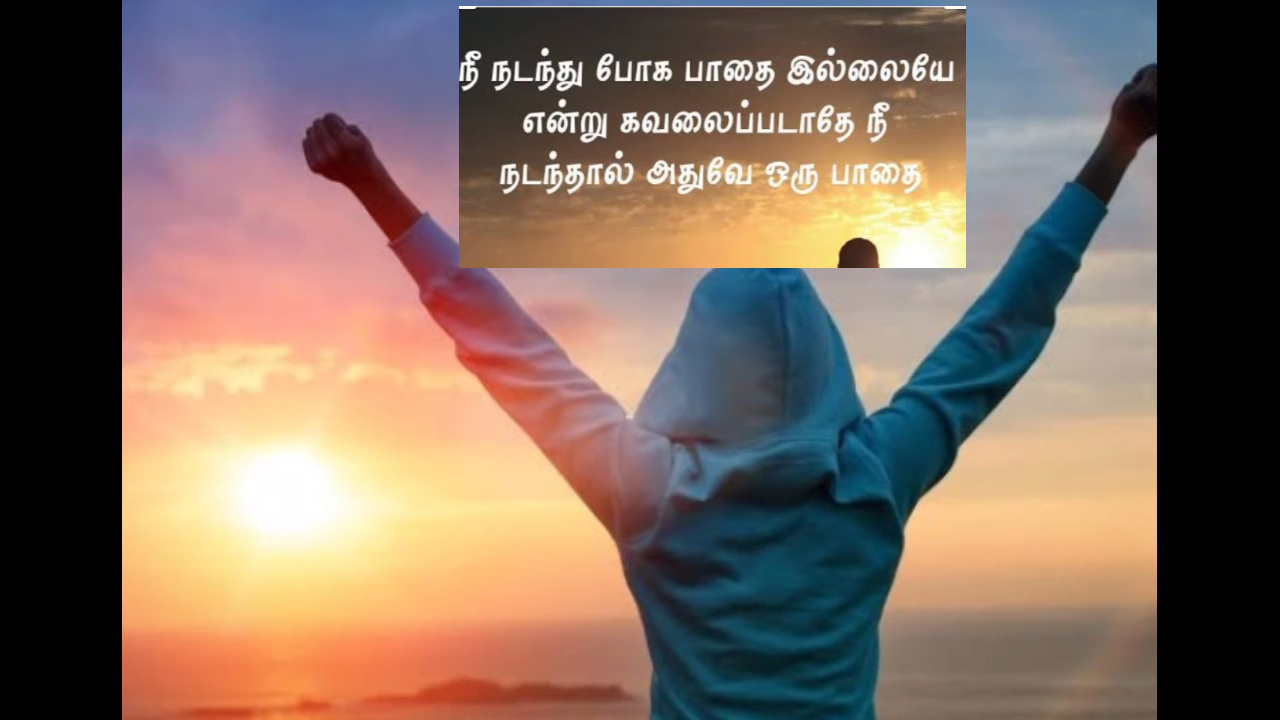 நீ நடந்து போக பாதை இல்லையே
என்று கவலைப்படாதே நீ
நடந்தால் அதுவே ஒரு பாதை